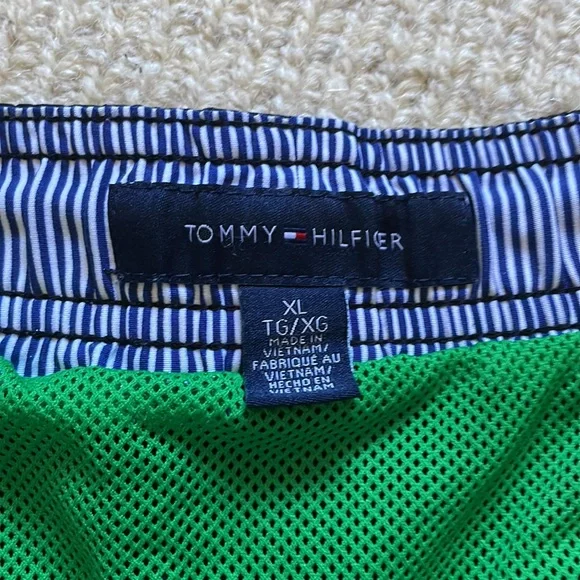 TOMMY HILFIGER
XL
TG/XG
MADE IN
VIETNAM/
FABRIQUÉ AU
VIETNAM/
HECHO EN
VIETNAM